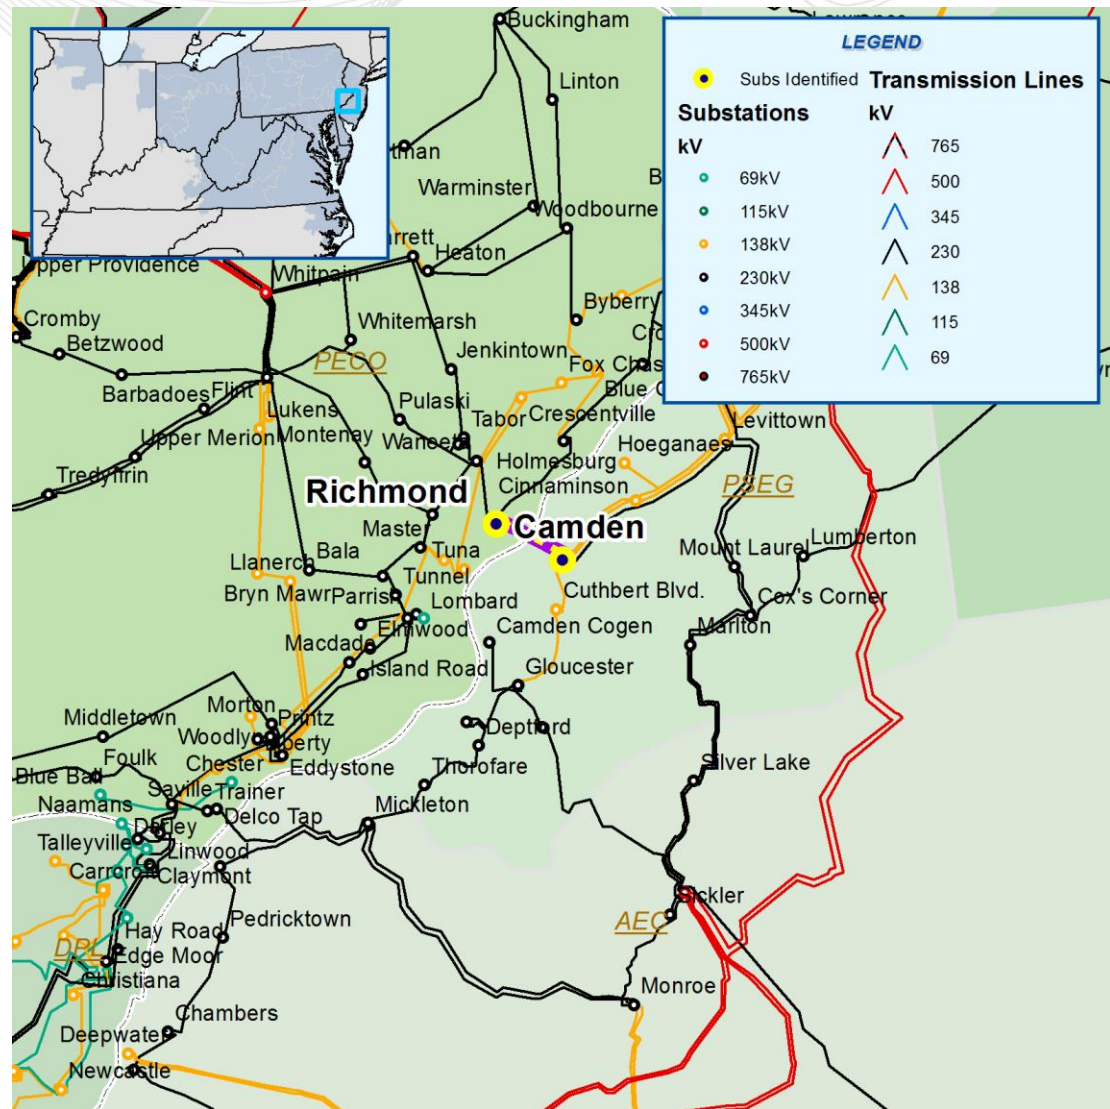 Buckingham
Linton
tman
Warminster
Woodbourne
B
LEGEND
Subs Identified
Substations
kV
69kV
115kV
138kV
230kV
345kV
500kV
765kV
Transmission Lines
kV
765
500
345
230
138
115
69
Upper Providence
Whitpain
rrett
Heaton
Byberry
Cromby
Betzwood
Whitemarsh
PECO
Jenkintown
Fox Chas
Barbadoes
Flint
Pulaski
Blue G
Lukens
Tabor
Crescentville
Levittown
Upper Merion
Montenay
Waneeta
Hoeganaes
Holmesburg
Tredyffrin
Cinnaminson
PSEG
Richmond
Camden
Master
Tuna
Mount Laurel
Lumberton
Llanerch
Bala
Tunnel
Bryn Mawr
Parrish
Lombard
Cuthbert Blvd.
Cox's Corner
Elmwood
Camden Cogen
Marlton
Macdade
Island Road
Gloucester
Morton
Middletown
Printz
Woodly
Liberty
Deptford
Foulk
Chester
Eddystone
Blue Ball
Thorofare
Silver Lake
Saville
Trainer
Naamans
Delco Tap
Mickleton
Darley
Talleyville
Linwood
Carrcroft
Claymont
Sickler
Pedricktown
Hay Road
AEC
DPL
Edge Moor
Christiana
Monroe
Chambers
Deepwater
Newcastle